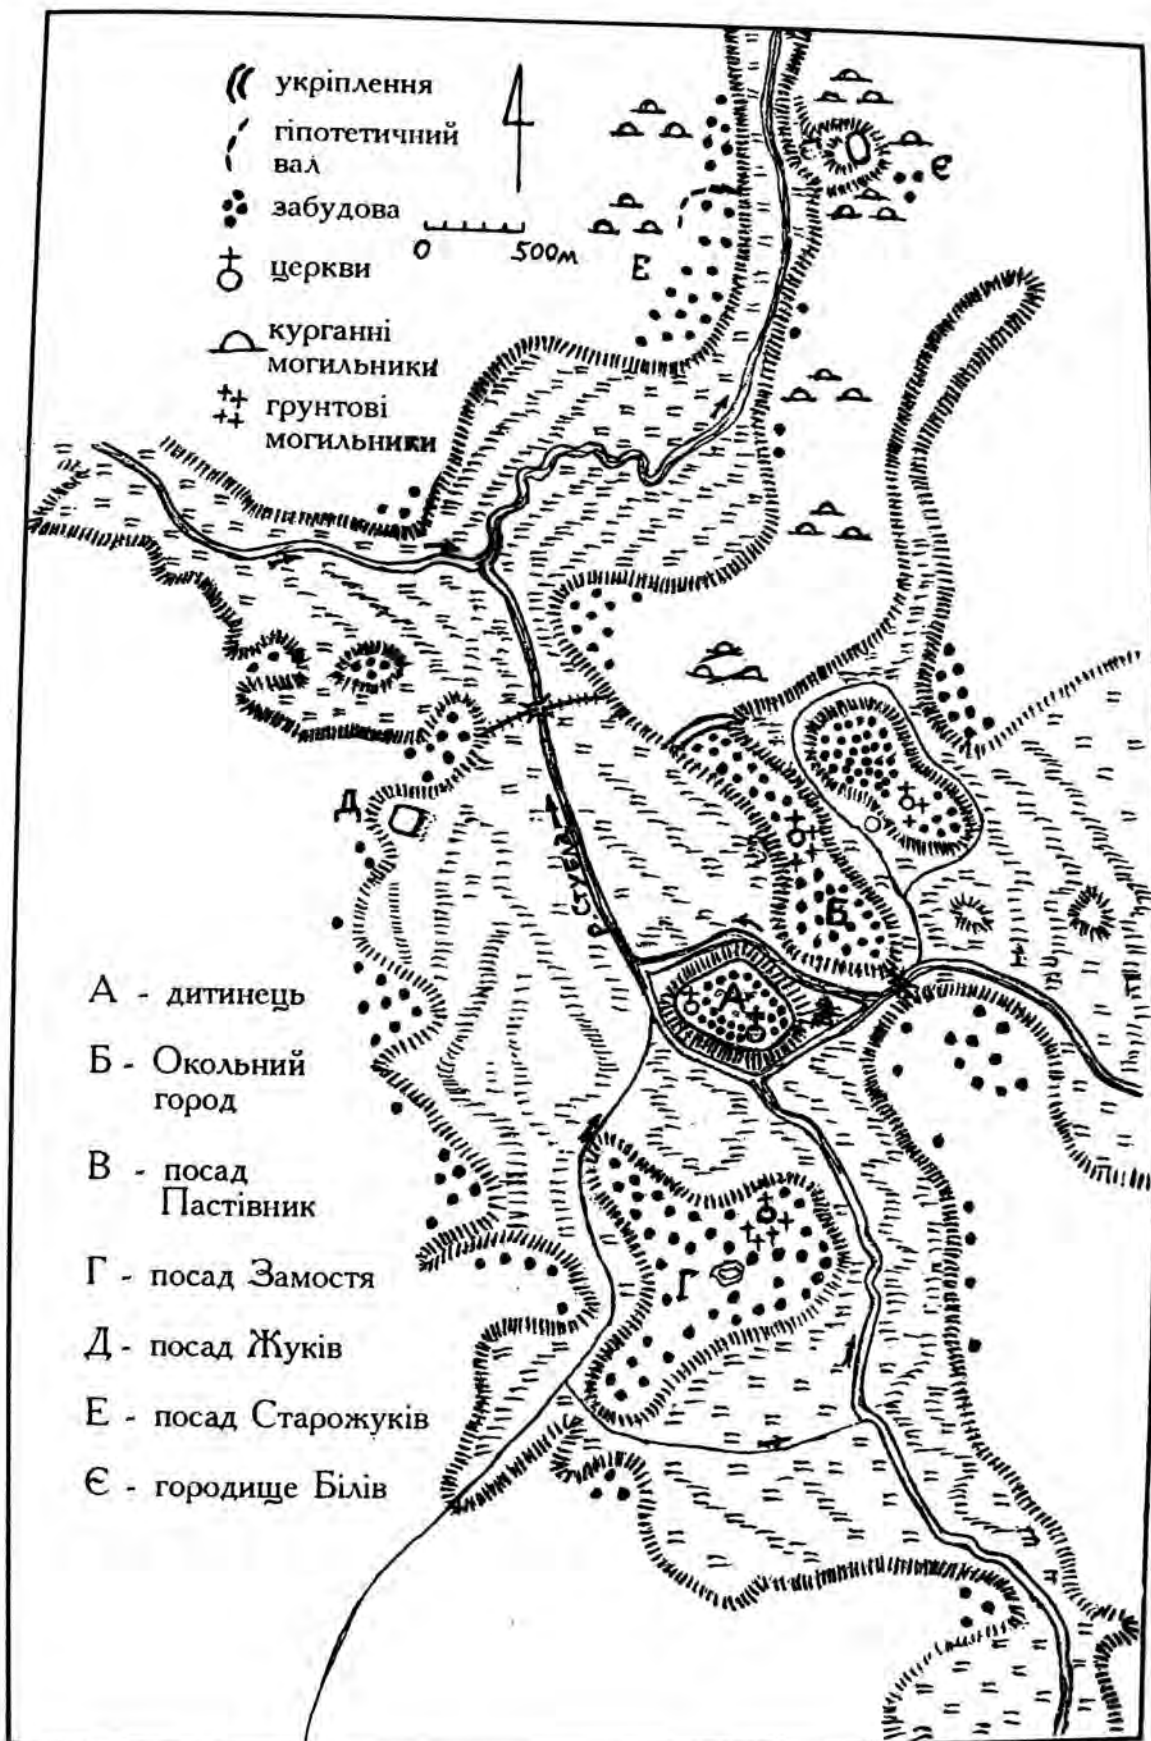 укріплення
гіпотетичний
вал
забудова
церкви
курганні
могильники
грунтові
могильники
0 500м
Є
Е
Д
р. Стубла
Б
А
Г
А - дитинець
Б - Окольний
город
В - посад
Пастівник
Г - посад Замостя
Д - посад Жуків
Е - посад Старожуків
Є - городище Білів